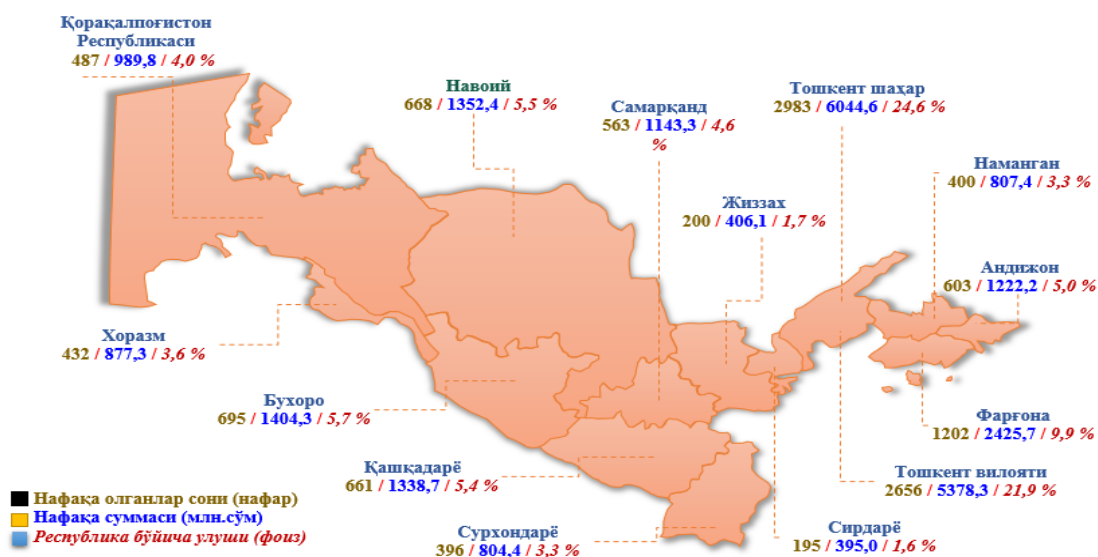 Қорақалпоғистон
Республикаси
487 / 989,8 / 4,0 %
Навоий
668 / 1352,4 / 5,5 %
Самарқанд
563 / 1143,3 / 4,6
%
Тошкент шаҳар
2983 / 6044,6 / 24,6 %
Наманган
400 / 807,4 / 3,3 %
Жиззах
200 / 406,1 / 1,7 %
Андижон
603 / 1222,2 / 5,0 %
Хоразм
432 / 877,3 / 3,6 %
Бухоро
695 / 1404,3 / 5,7 %
Фарғона
1202 / 2425,7 / 9,9 %
Қашқадарё
661 / 1338,7 / 5,4 %
Тошкент вилояти
2656 / 5378,3 / 21,9 %
Сурхондарё
396 / 804,4 / 3,3 %
Сирдарё
195 / 395,0 / 1,6 %
Нафақа олганлар сони (нафар)
Нафақа суммаси (млн.сўм)
Республика бўйича улуши (фоиз)